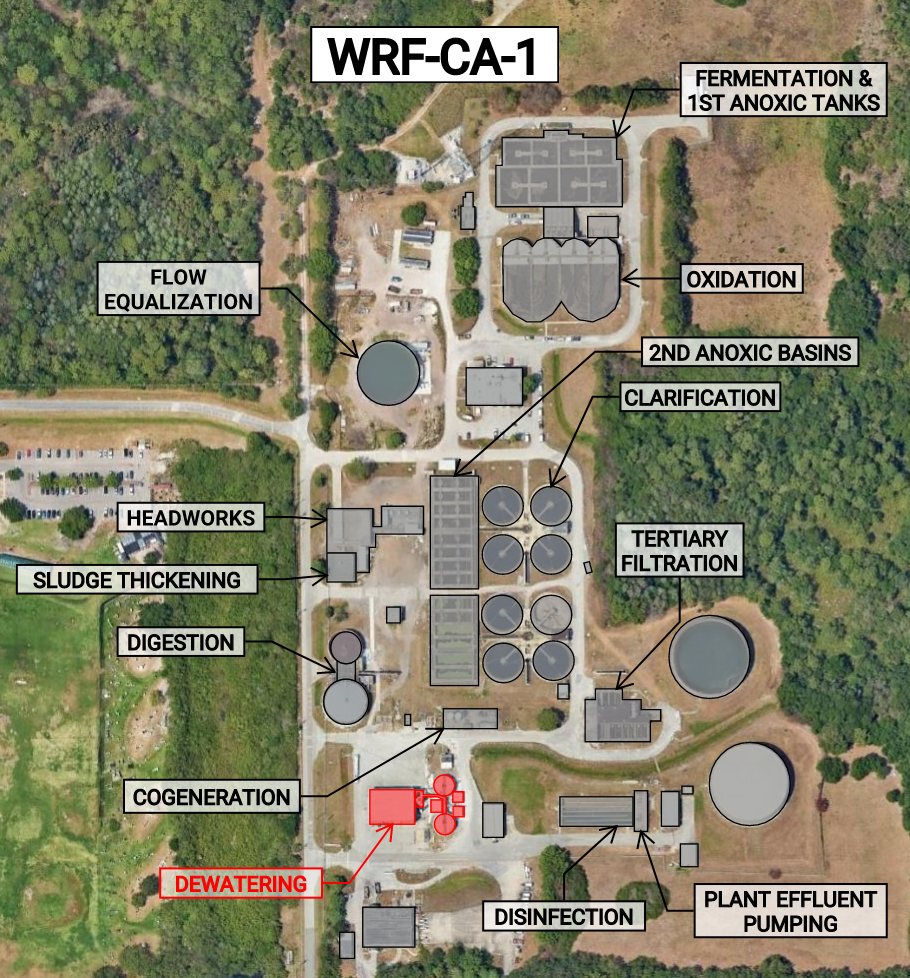 WRF-CA-1
FERMENTATION &
1ST ANOXIC TANKS
FLOW
EQUALIZATION
OXIDATION
2ND ANOXIC BASINS
CLARIFICATION
HEADWORKS
TERTIARY
FILTRATION
SLUDGE THICKENING
DIGESTION
COGENERATION
DEWATERING
DISINFECTION
PLANT EFFLUENT
PUMPING